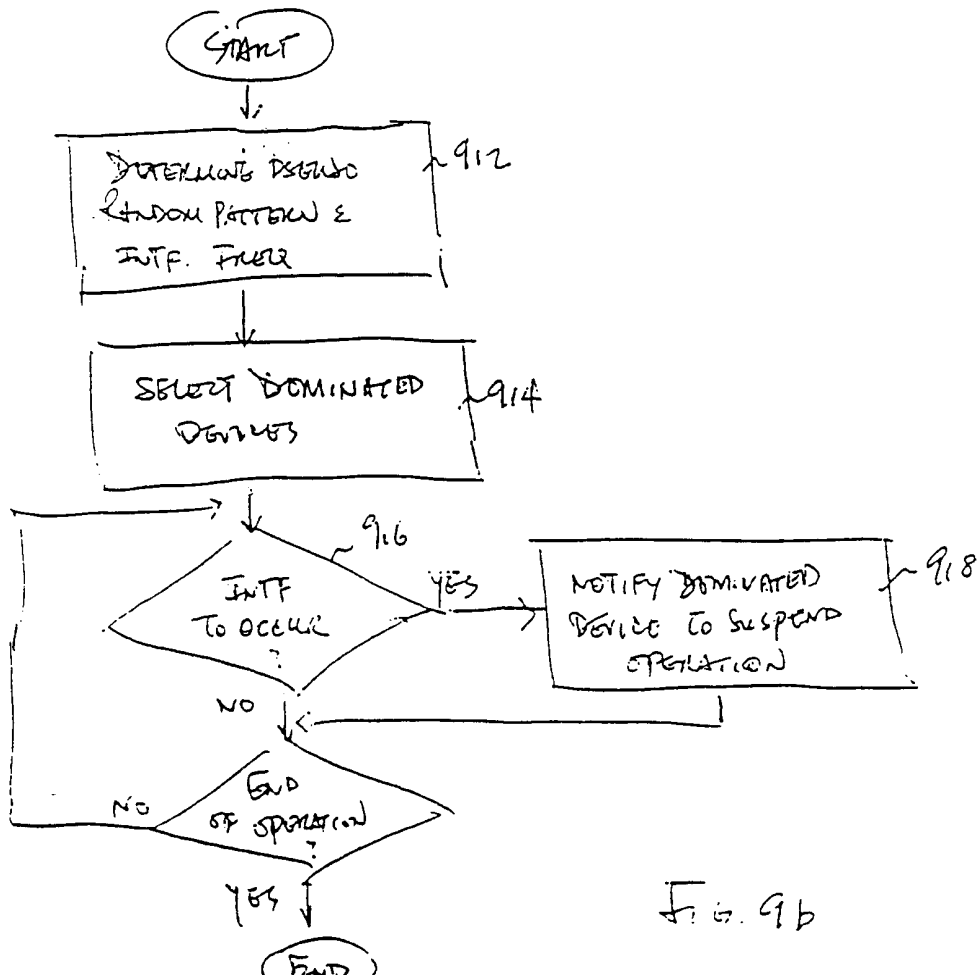 START
DETERMINE PSEUDO
RANDOM PATTERN &
INTF. FREQ
912
SELECT DOMINATED
DEVICES
914
INTF
TO OCCUR
?
916
YES
NOTIFY DOMINATED
DEVICE TO SUSPEND
OPERATION
918
NO
END
OF OPERATION
?
NO
YES
END
FIG. 9b